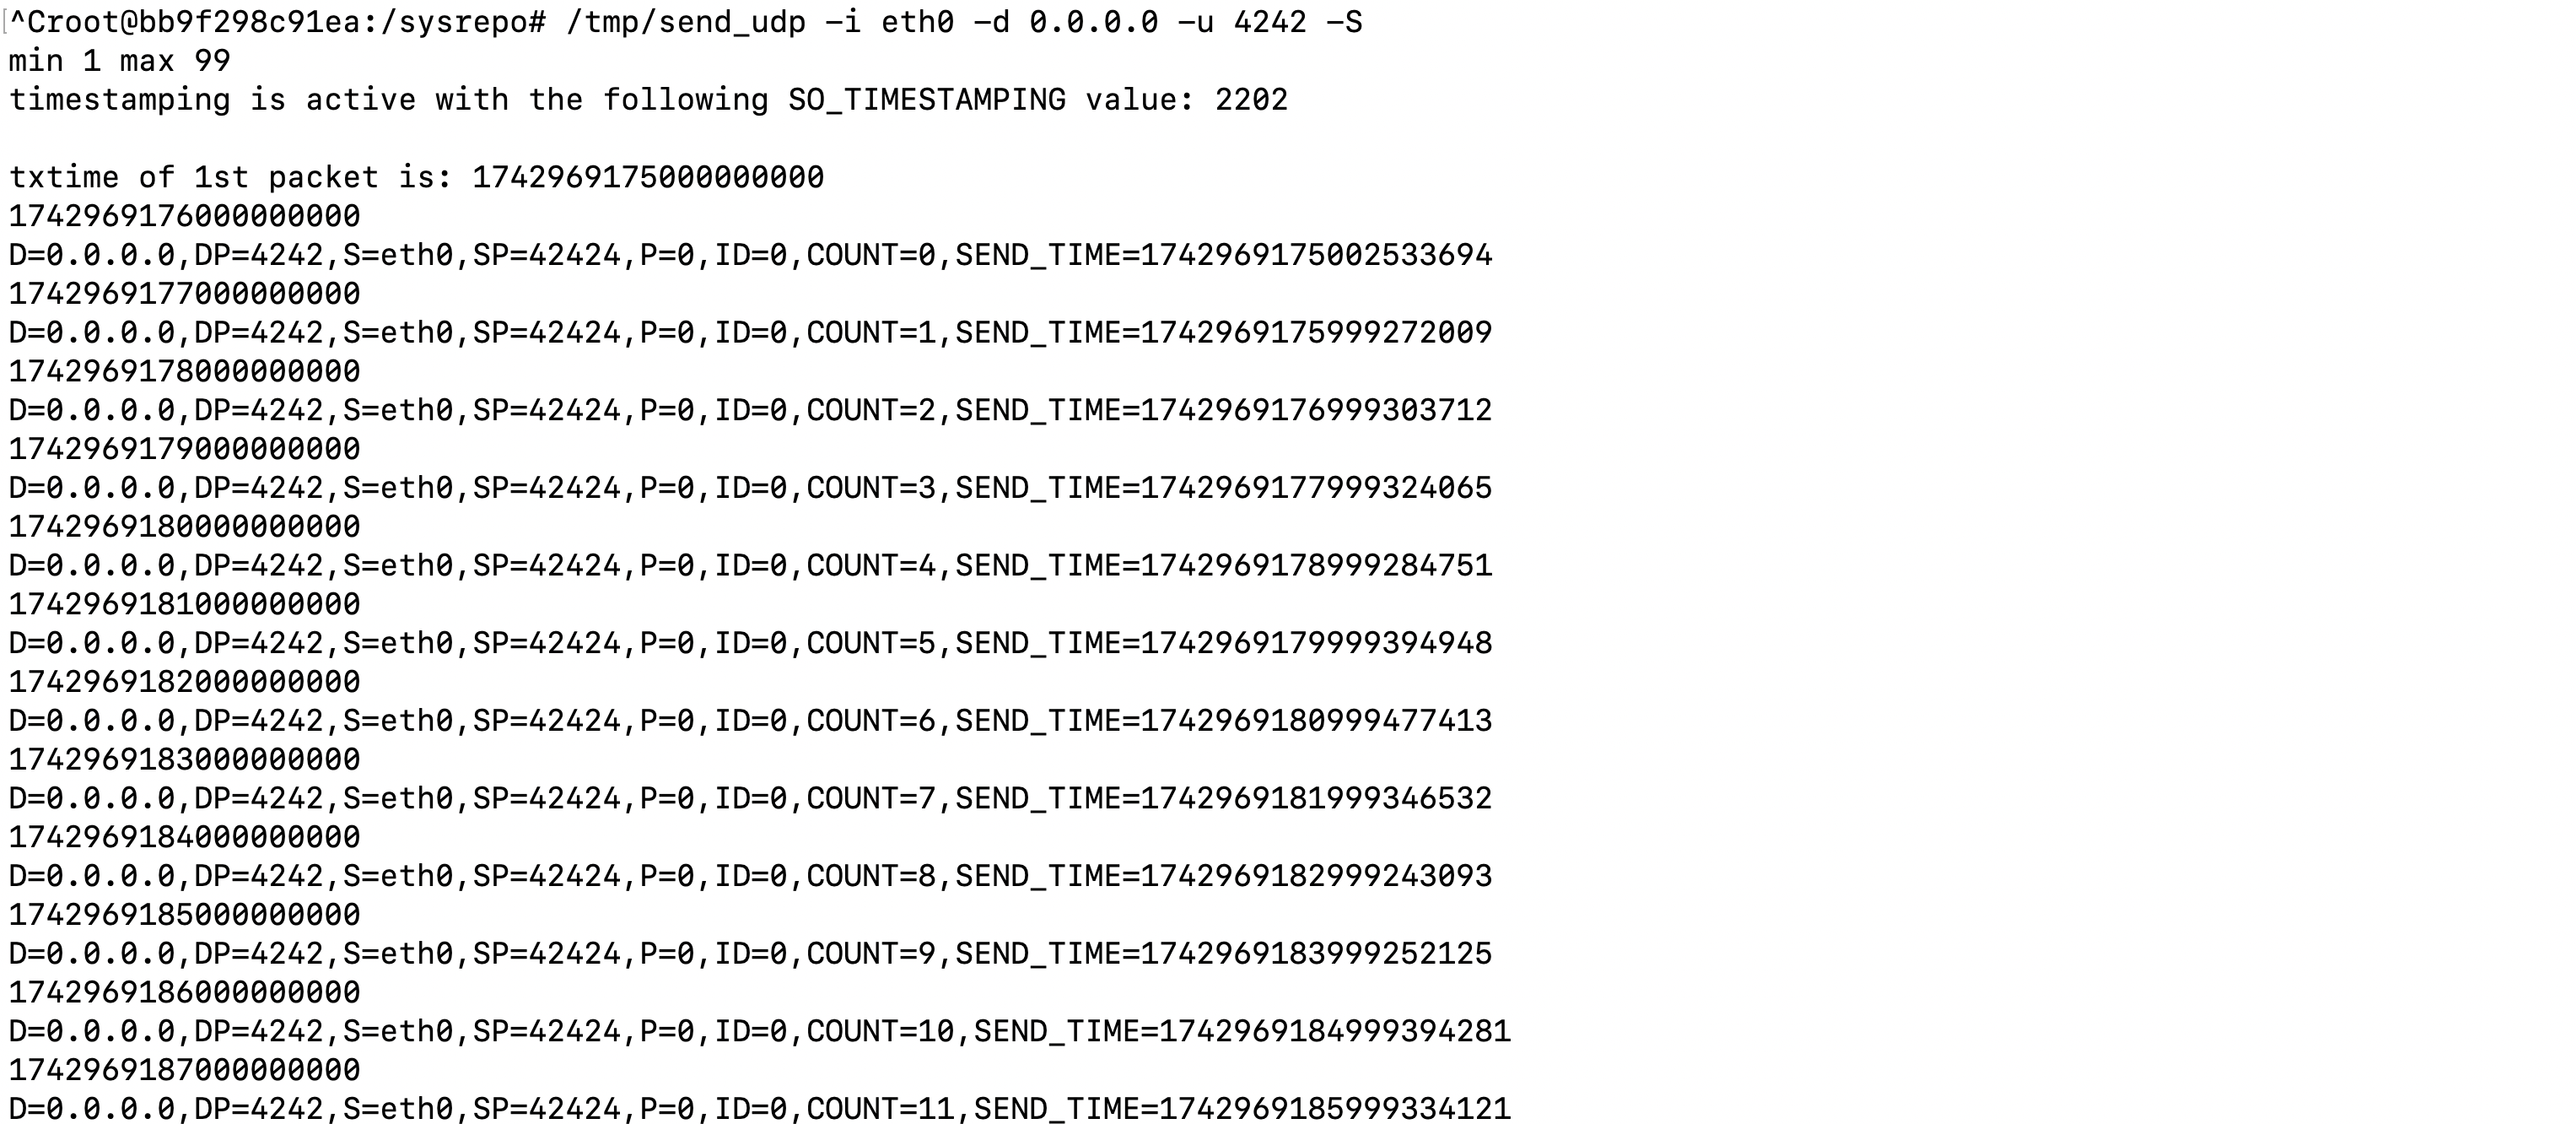 [^Croot@bb9f298c91ea:/sysrepo# /tmp/send_udp -i eth0 -d 0.0.0.0 -u 4242 -S
min 1 max 99
timestamping is active with the following SO_TIMESTAMPING value: 2202
txtime of 1st packet is: 1742969175000000000
1742969176000000000
D=0.0.0.0,DP=4242,S=eth0,SP=42424,P=0,ID=0,COUNT=0,SEND_TIME=1742969175002533694
1742969177000000000
D=0.0.0.0,DP=4242,S=eth0,SP=42424,P=0,ID=0,COUNT=1,SEND_TIME=1742969175999272009
1742969178000000000
D=0.0.0.0,DP=4242,S=eth0,SP=42424,P=0,ID=0,COUNT=2,SEND_TIME=1742969176999303712
1742969179000000000
D=0.0.0.0,DP=4242,S=eth0,SP=42424,P=0,ID=0,COUNT=3,SEND_TIME=1742969177999324065
1742969180000000000
D=0.0.0.0,DP=4242,S=eth0,SP=42424,P=0,ID=0,COUNT=4,SEND_TIME=1742969178999284751
1742969181000000000
D=0.0.0.0,DP=4242,S=eth0,SP=42424,P=0,ID=0,COUNT=5,SEND_TIME=1742969179999394948
1742969182000000000
D=0.0.0.0,DP=4242,S=eth0,SP=42424,P=0,ID=0,COUNT=6,SEND_TIME=1742969180999477413
1742969183000000000
D=0.0.0.0,DP=4242,S=eth0,SP=42424,P=0,ID=0,COUNT=7,SEND_TIME=1742969181999346532
1742969184000000000
D=0.0.0.0,DP=4242,S=eth0,SP=42424,P=0,ID=0,COUNT=8,SEND_TIME=1742969182999243093
1742969185000000000
D=0.0.0.0,DP=4242,S=eth0,SP=42424,P=0,ID=0,COUNT=9,SEND_TIME=1742969183999252125
1742969186000000000
D=0.0.0.0,DP=4242,S=eth0,SP=42424,P=0,ID=0,COUNT=10,SEND_TIME=1742969184999394281
1742969187000000000
D=0.0.0.0,DP=4242,S=eth0,SP=42424,P=0,ID=0,COUNT=11,SEND_TIME=1742969185999334121